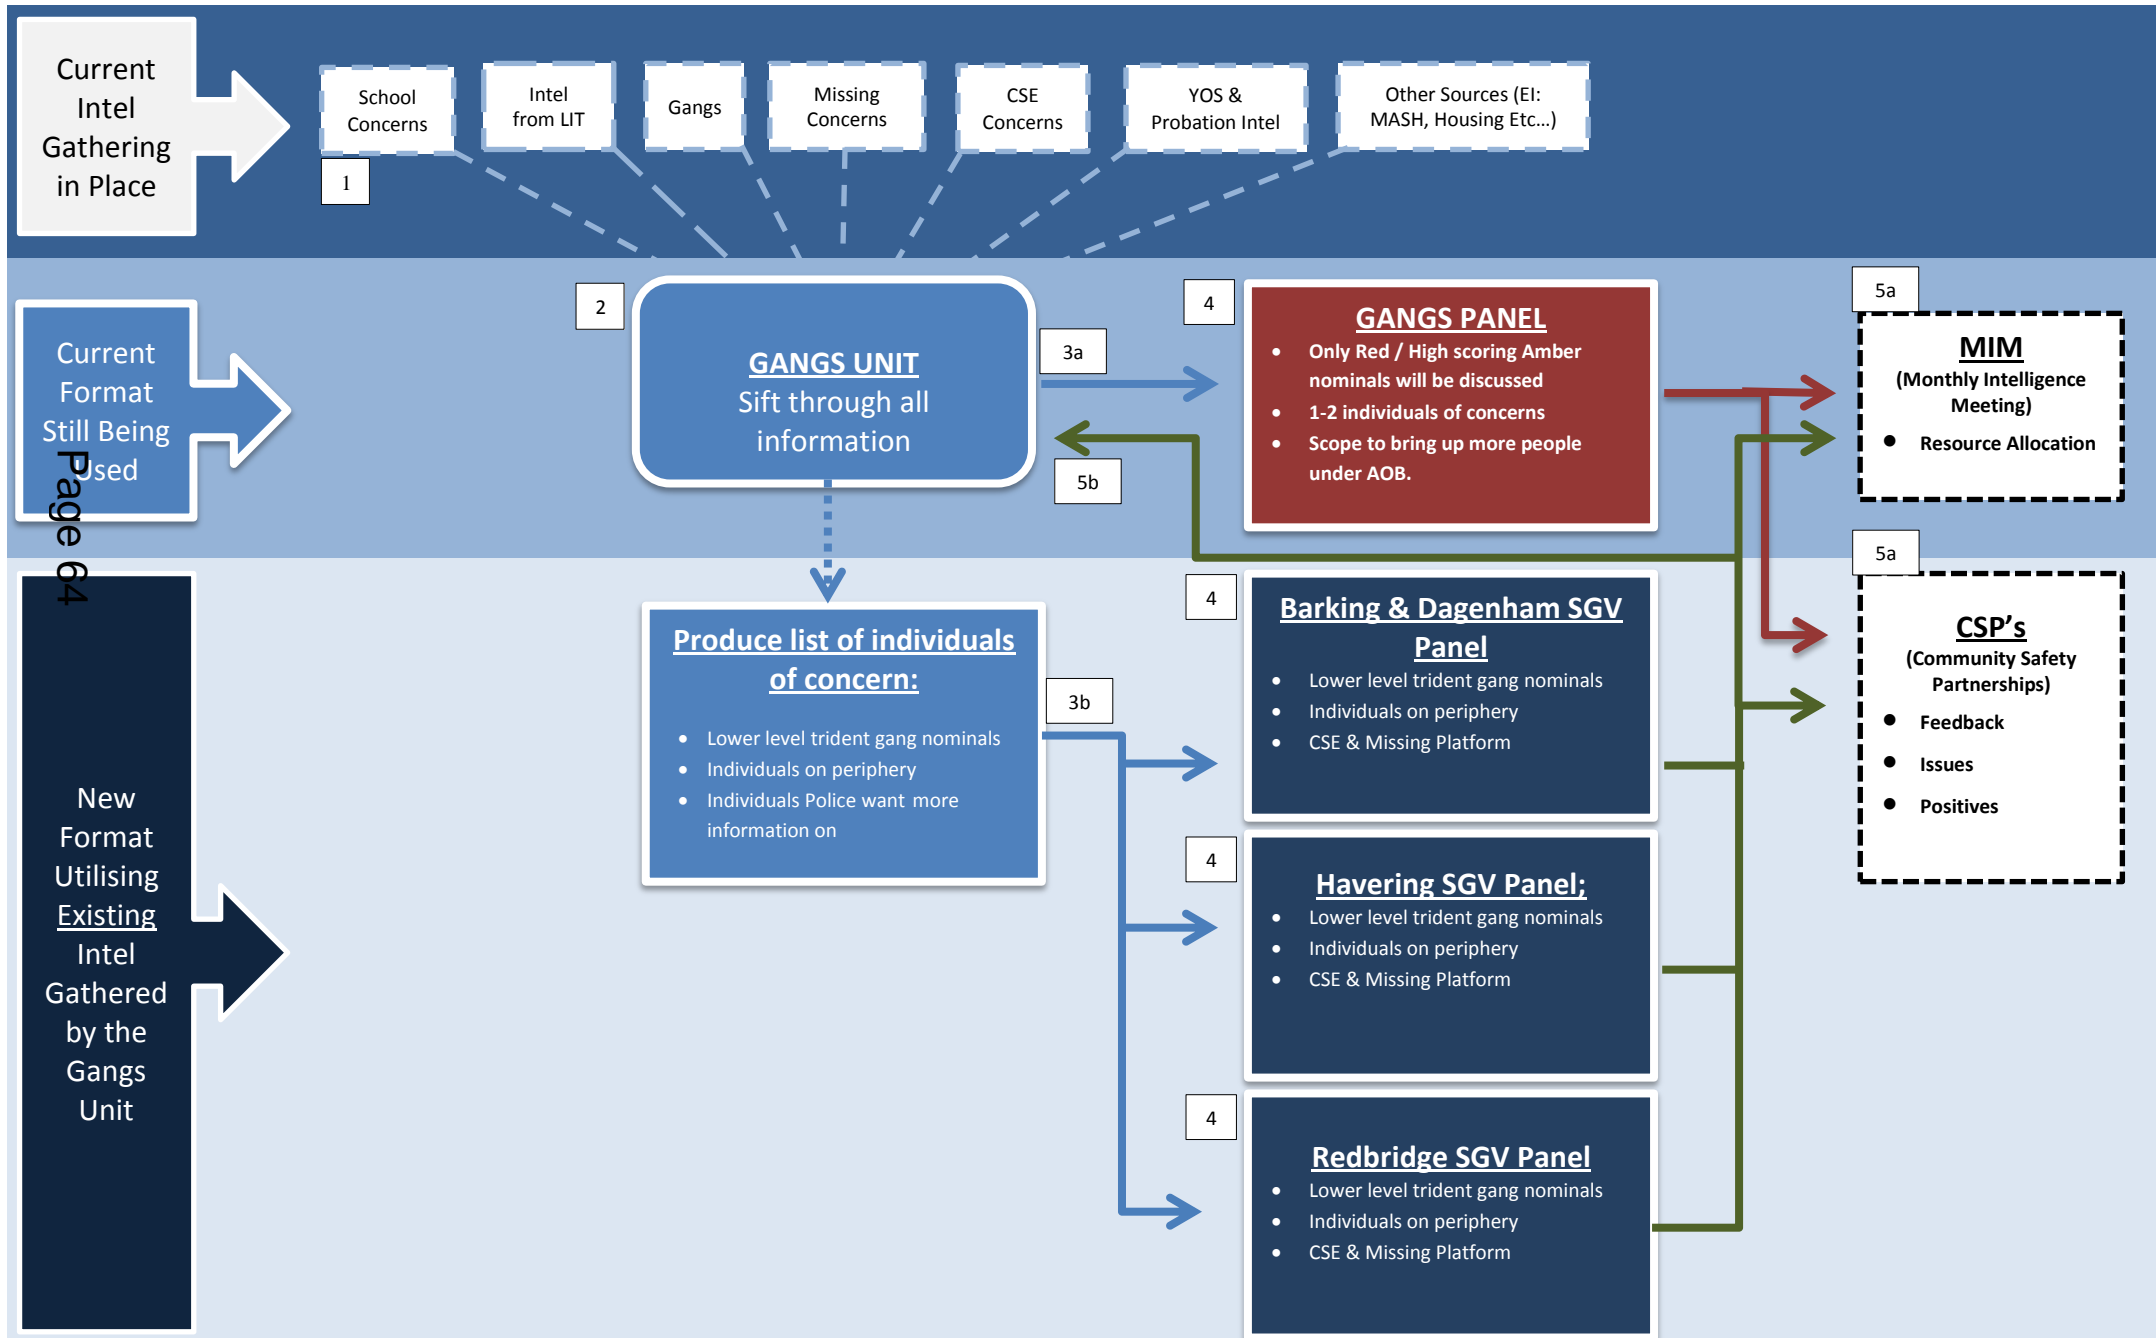 Current
Intel
Gathering
in Place
School
Concerns
Intel
from LIT
Gangs
Missing
Concerns
CSE
Concerns
YOS &
Probation Intel
Other Sources (EI:
MASH, Housing Etc…)
1
Current
Format
Still Being
Used
Page 64
2
GANGS UNIT
Sift through all
information
3a
5b
4
GANGS PANEL
• Only Red / High scoring Amber
nominals will be discussed
• 1-2 individuals of concerns
• Scope to bring up more people
under AOB.
5a
MIM
(Monthly Intelligence
Meeting)
• Resource Allocation
New
Format
Utilising
Existing
Intel
Gathered
by the
Gangs
Unit
Produce list of individuals
of concern:
• Lower level trident gang nominals
• Individuals on periphery
• Individuals Police want more
information on
3b
4
Barking & Dagenham SGV
Panel
• Lower level trident gang nominals
• Individuals on periphery
• CSE & Missing Platform
4
Havering SGV Panel;
• Lower level trident gang nominals
• Individuals on periphery
• CSE & Missing Platform
4
Redbridge SGV Panel
• Lower level trident gang nominals
• Individuals on periphery
• CSE & Missing Platform
5a
CSP’s
(Community Safety
Partnerships)
• Feedback
• Issues
• Positives